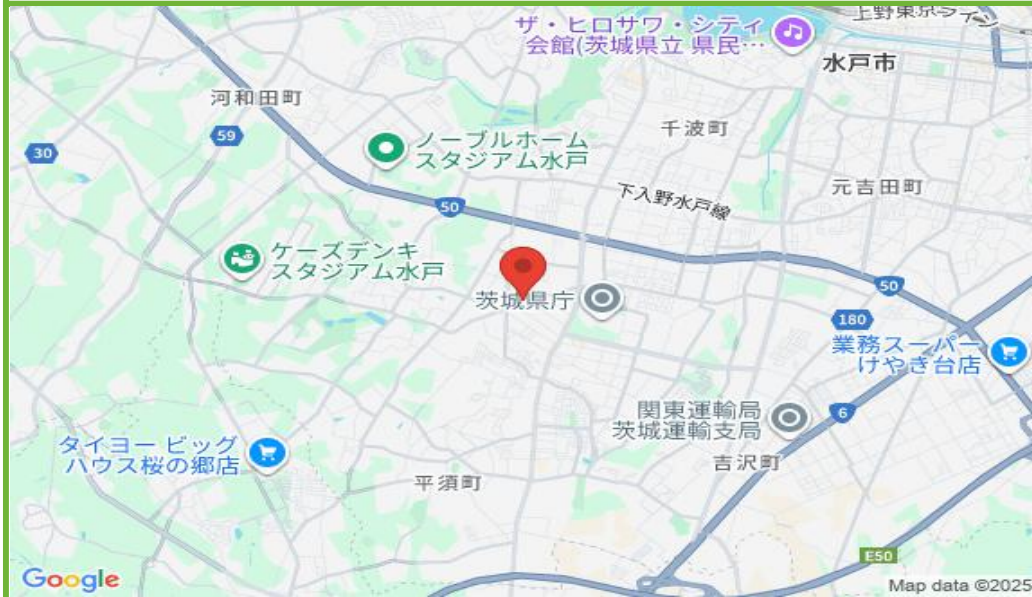 上野東京ライン
ザ・ヒロサワ・シティ
会館(茨城県立 県民…
水戸市
河和田町
千波町
59
30
ノーブルホーム
スタジアム水戸
元吉田町
下入野水戸線
50
ケーズデンキ
スタジアム水戸
50
茨城県庁
180
業務スーパー
けやき台店
6
関東運輸局
茨城運輸支局
タイヨー ビッグ
ハウス桜の郷店
吉沢町
平須町
E50
Google
Map data ©2025